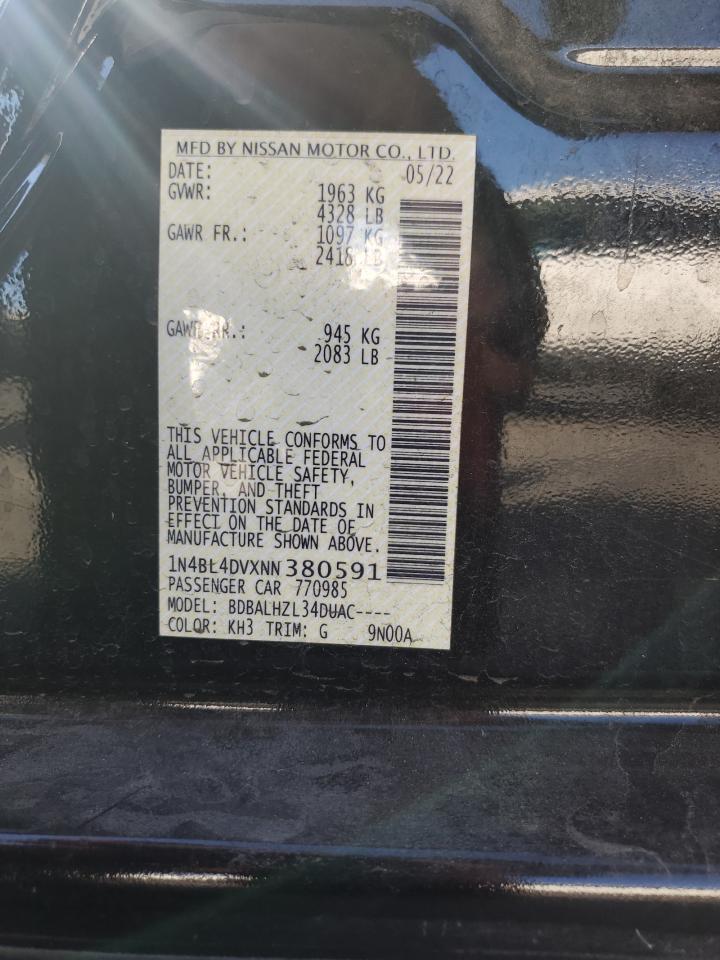 MFD BY NISSAN MOTOR CO., LTD.
DATE: 05/22
GVWR: 1963 KG
4328 LB
GAWR FR.: 1097 KG
2418 LB
GAWR RR.: 945 KG
2083 LB
THIS VEHICLE CONFORMS TO
ALL APPLICABLE FEDERAL
MOTOR VEHICLE SAFETY,
BUMPER, AND THEFT
PREVENTION STANDARDS IN
EFFECT ON THE DATE OF
MANUFACTURE SHOWN ABOVE.
1N4BL4DVXNN380591
PASSENGER CAR 770985
MODEL: BDBALHZL34DUAC----
COLOR: KH3 TRIM: G 9N00A